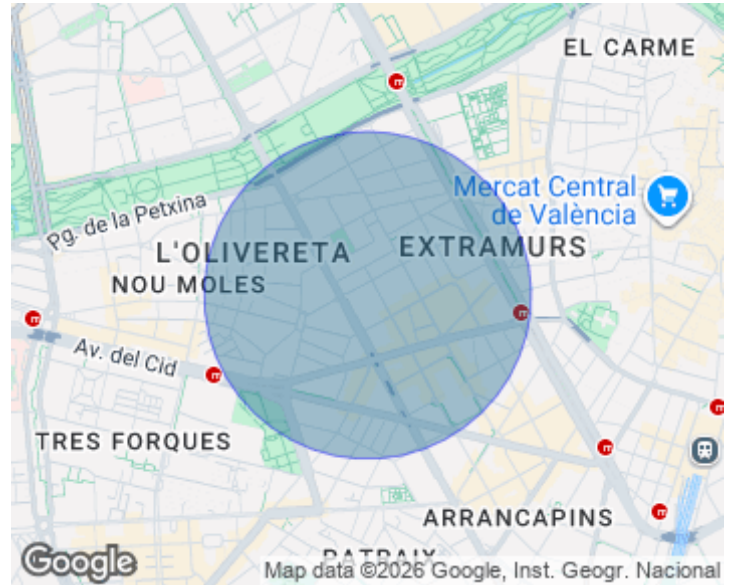 EL CARME
Mercat Central
de València
Pg. de la Petxina
L'OLIVERETA
EXTRAMURS
NOU MOLES
Av. del Cid
TRES FORQUES
ARRANCAPINS
PATRAIX
Google
Map data ©2026 Google, Inst. Geogr. Nacional